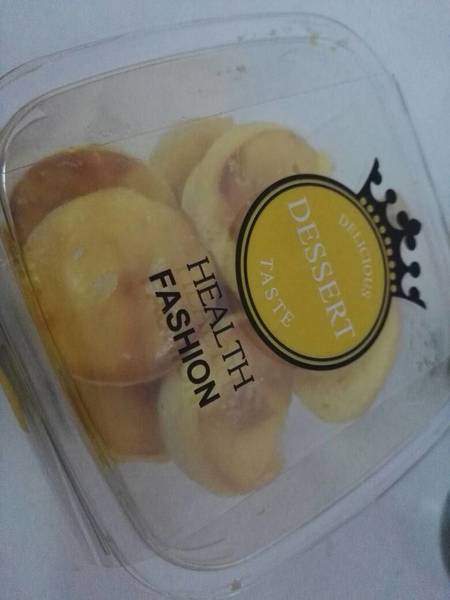 DELICIOUS
DESSERT
TASTE
HEALTH
FASHION